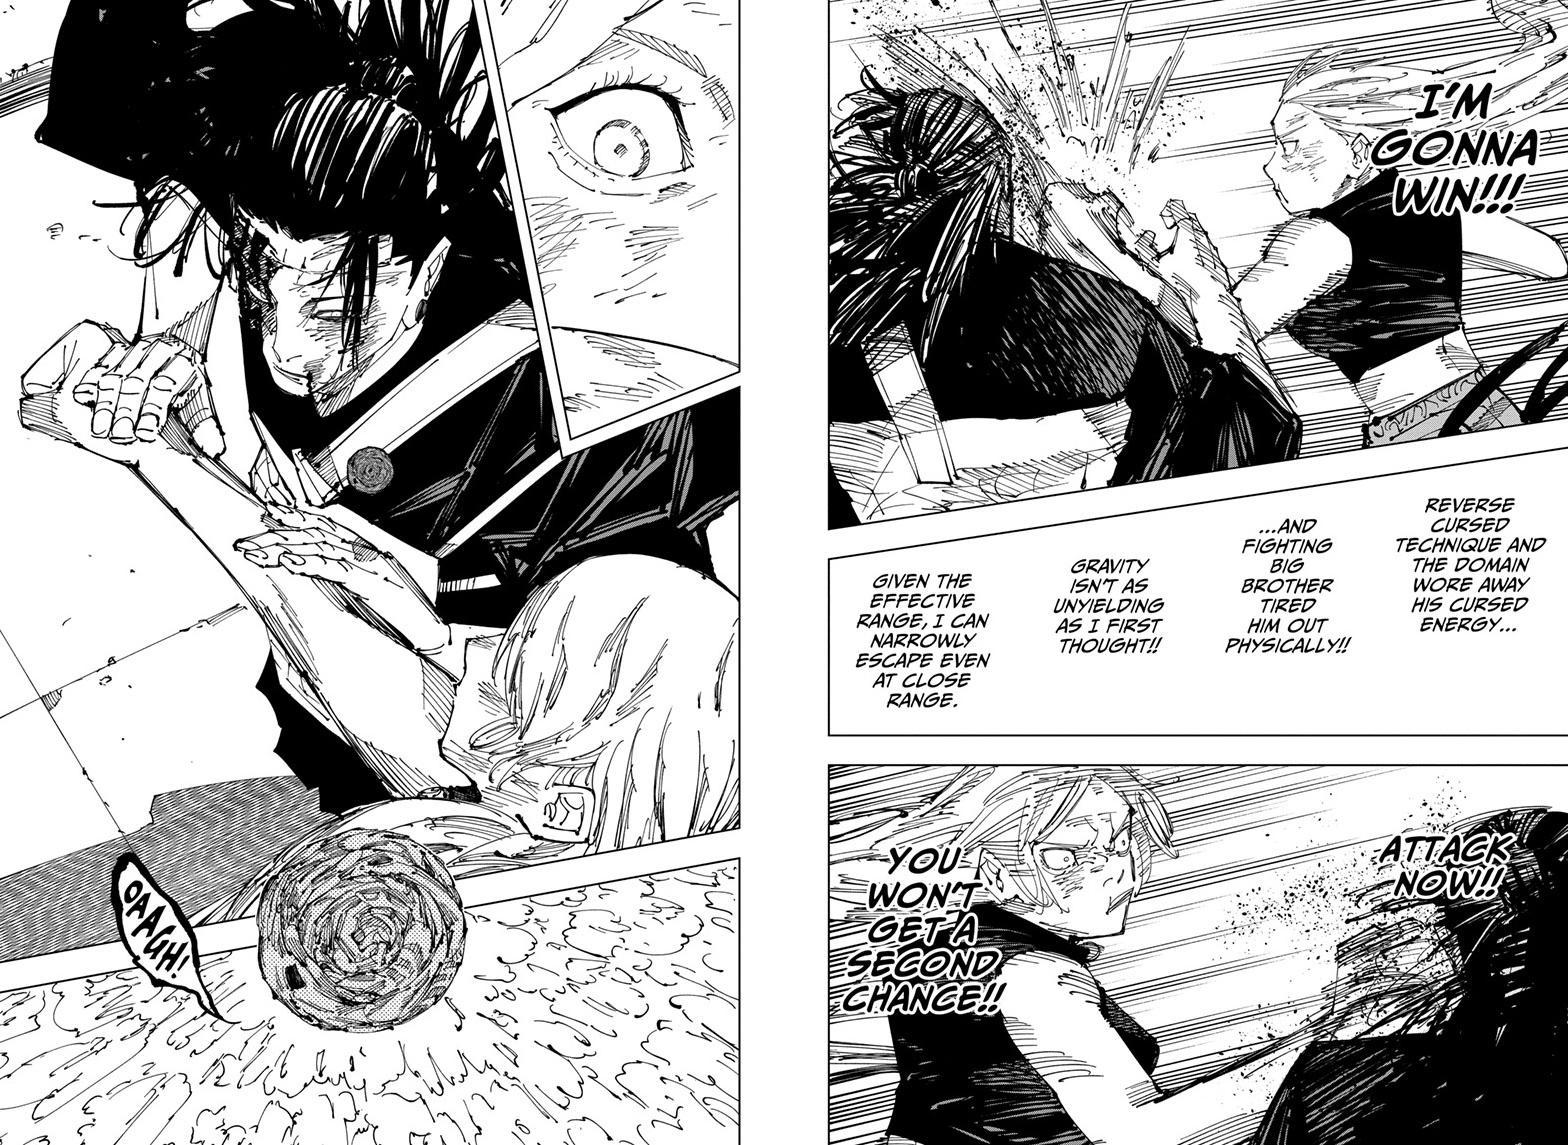 I'M
GONNA
WIN!!!
REVERSE
CURSED
TECHNIQUE AND
THE DOMAIN
WORE AWAY
HIS CURSED
ENERGY...
...AND
FIGHTING
BIG
BROTHER
TIRED
HIM OUT
PHYSICALLY!!
GRAVITY
ISN'T AS
UNYIELDING
AS I FIRST
THOUGHT!!
GIVEN THE
EFFECTIVE
RANGE, I CAN
NARROWLY
ESCAPE EVEN
AT CLOSE
RANGE.
ATTACK
NOW!!
YOU
WON'T
GET A
SECOND
CHANCE!!
OAAGH!